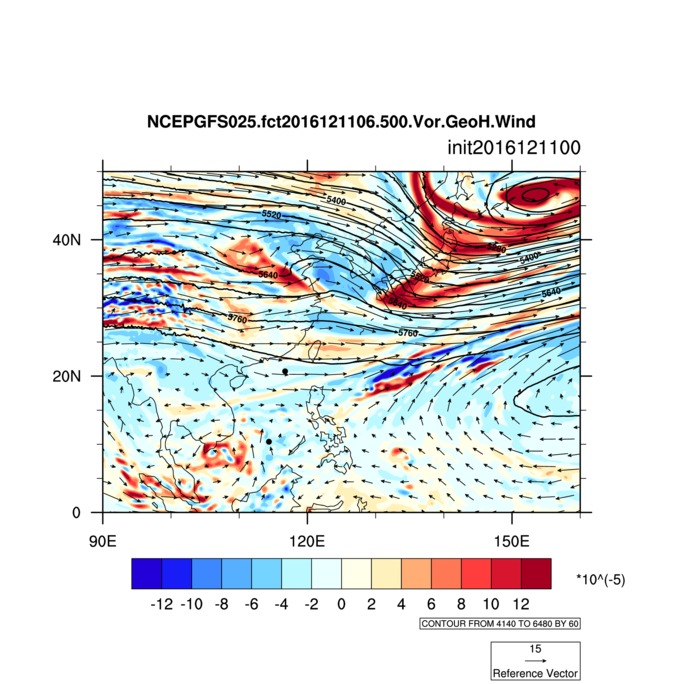 NCEPGFS025.fct2016121106.500.Vor.GeoH.Wind
init2016121100
5400
5520
5400
5640
5640
5760
5760
40N
20N
0
90E 120E 150E
-12 -10 -8 -6 -4 -2 0 2 4 6 8 10 12
*10^(-5)
CONTOUR FROM 4140 TO 6480 BY 60
15
Reference Vector